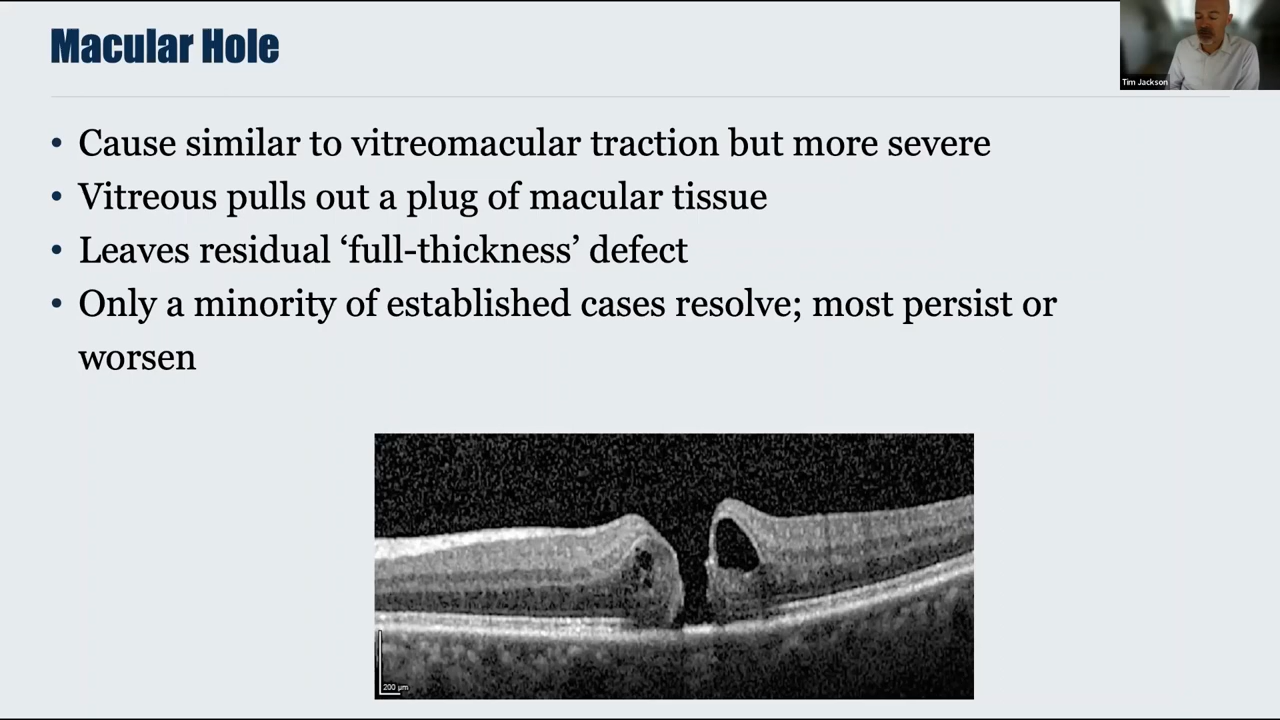 Macular Hole
Tim Jackson
• Cause similar to vitreomacular traction but more severe
• Vitreous pulls out a plug of macular tissue
• Leaves residual ‘full-thickness’ defect
• Only a minority of established cases resolve; most persist or
worsen
200 µm